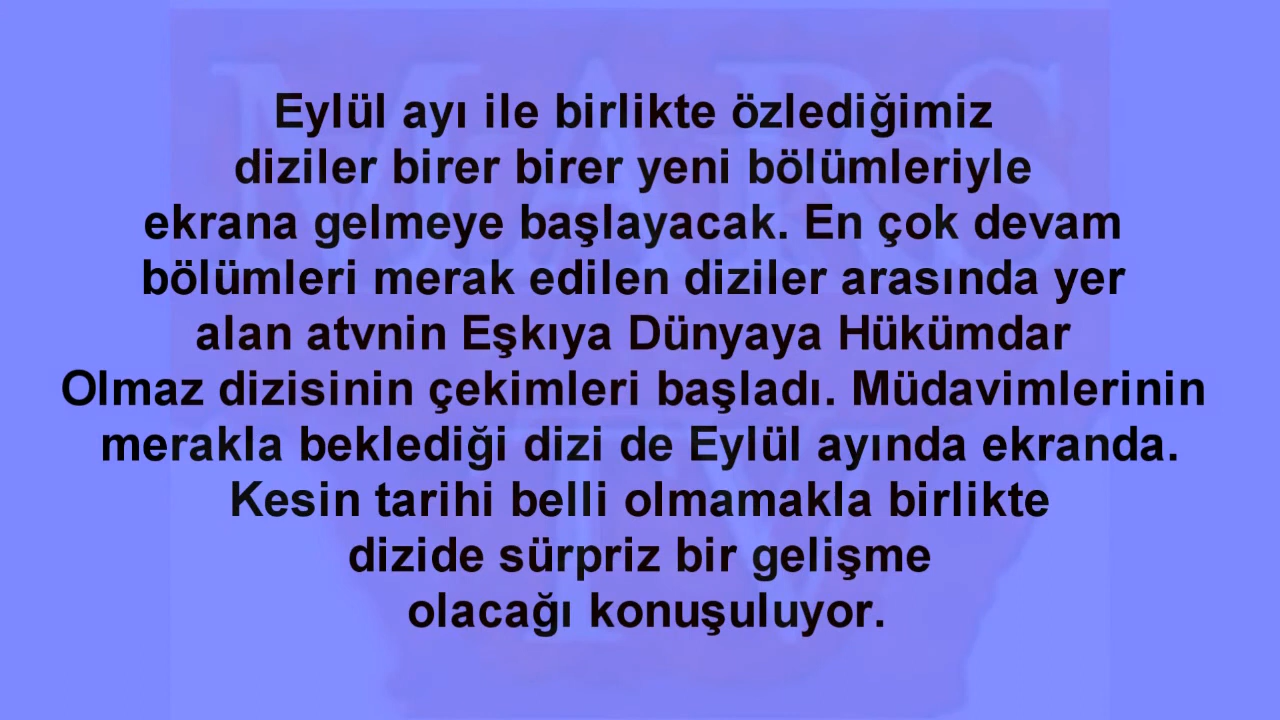 Eylül ayı ile birlikte özlediğimiz
diziler birer birer yeni bölümleriyle
ekrana gelmeye başlayacak. En çok devam
bölümleri merak edilen diziler arasında yer
alan atvnin Eşkıya Dünyaya Hükümdar
Olmaz dizisinin çekimleri başladı. Müdavimlerinin
merakla beklediği dizi de Eylül ayında ekranda.
Kesin tarihi belli olmamakla birlikte
dizide sürpriz bir gelişme
olacağı konuşuluyor.
MARS
TV